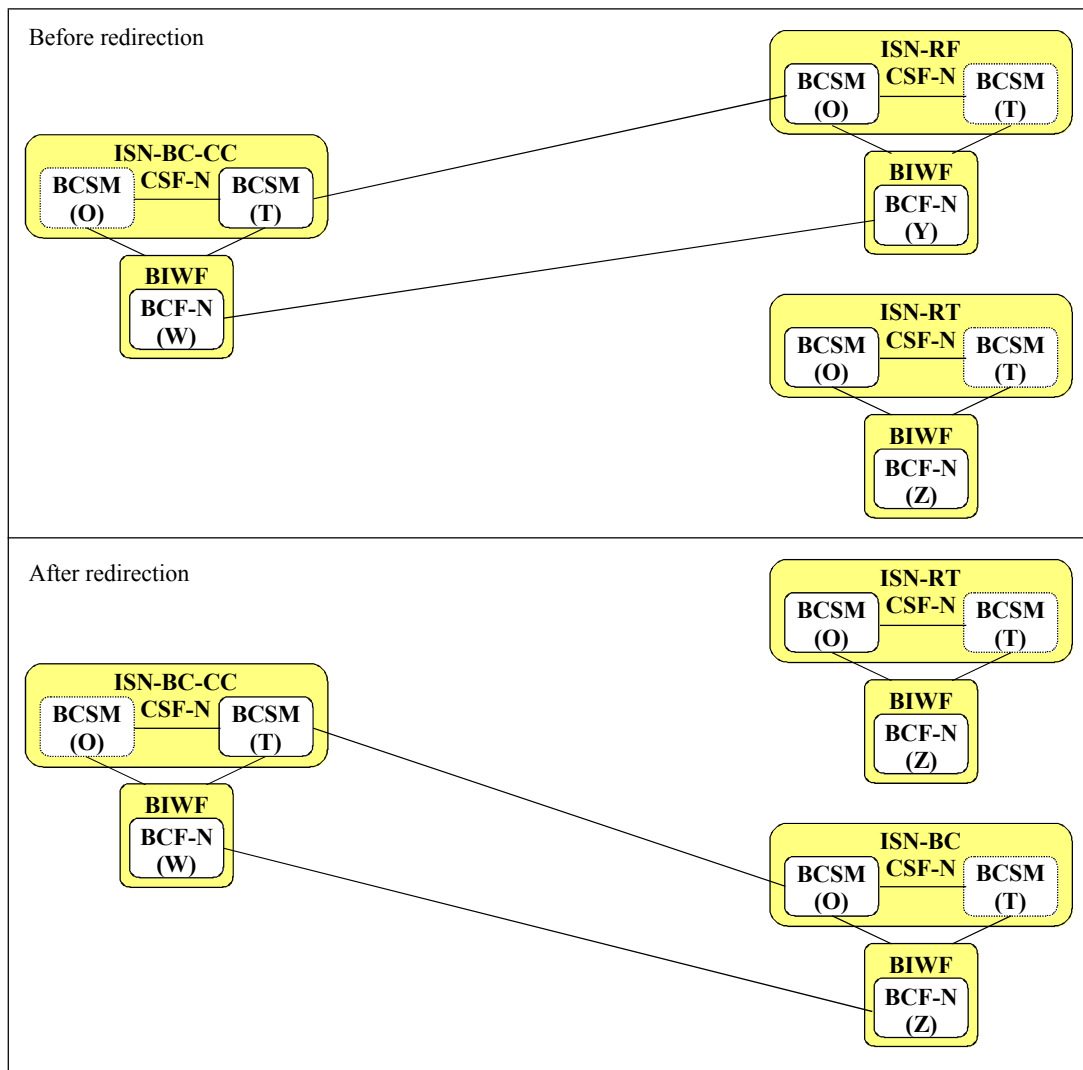 Before redirection
ISN-RF
CSF-N
BCSM
(O)
BCSM
(T)
BIWF
BCF-N
(Y)
ISN-BC-CC
CSF-N
BCSM
(O)
BCSM
(T)
BIWF
BCF-N
(W)
ISN-RT
CSF-N
BCSM
(O)
BCSM
(T)
BIWF
BCF-N
(Z)
After redirection
ISN-RT
CSF-N
BCSM
(O)
BCSM
(T)
BIWF
BCF-N
(Z)
ISN-BC-CC
CSF-N
BCSM
(O)
BCSM
(T)
BIWF
BCF-N
(W)
ISN-BC
CSF-N
BCSM
(O)
BCSM
(T)
BIWF
BCF-N
(Z)